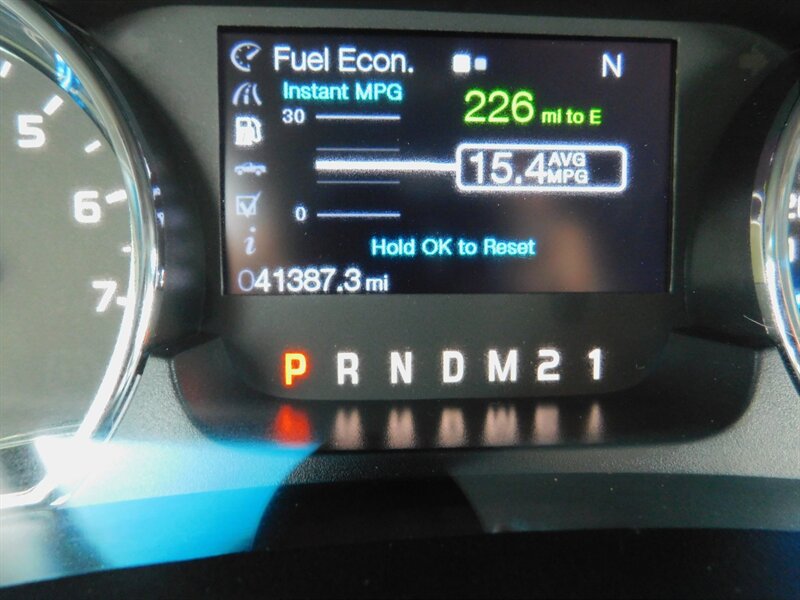 Fuel Econ. N
Instant MPG
30
226 mi to E
15.4 AVG MPG
0
Hold OK to Reset
041387.3 mi
P R N D M 2 1
5
6
7